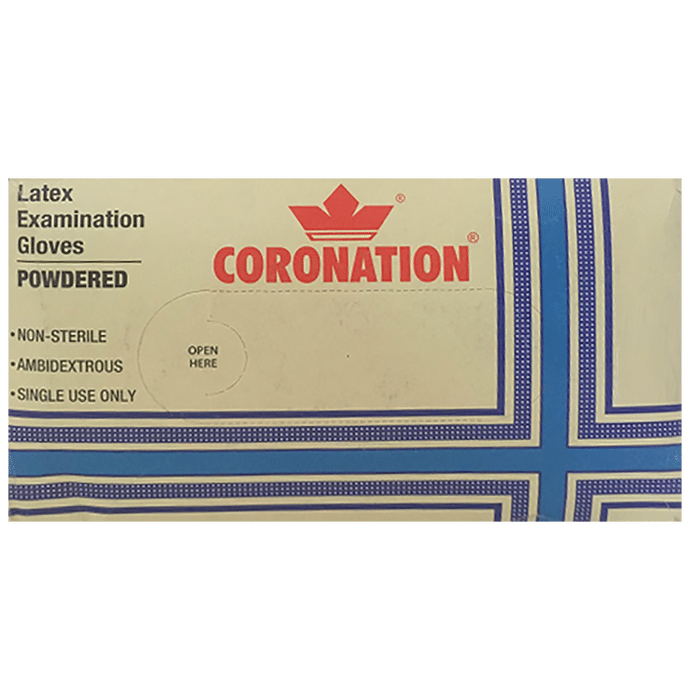 Latex
Examination
Gloves
POWDERED
•NON-STERILE
•AMBIDEXTROUS
•SINGLE USE ONLY
®
CORONATION®
OPEN
HERE